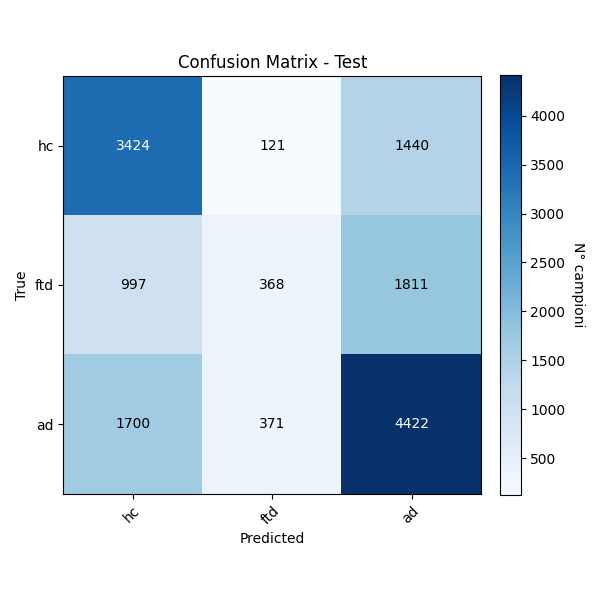 Confusion Matrix - Test
hc 3424 121 1440
ftd 997 368 1811
ad 1700 371 4422
hc ftd ad
Predicted
True
4000
3500
3000
2500
2000
1500
1000
500
N° campioni